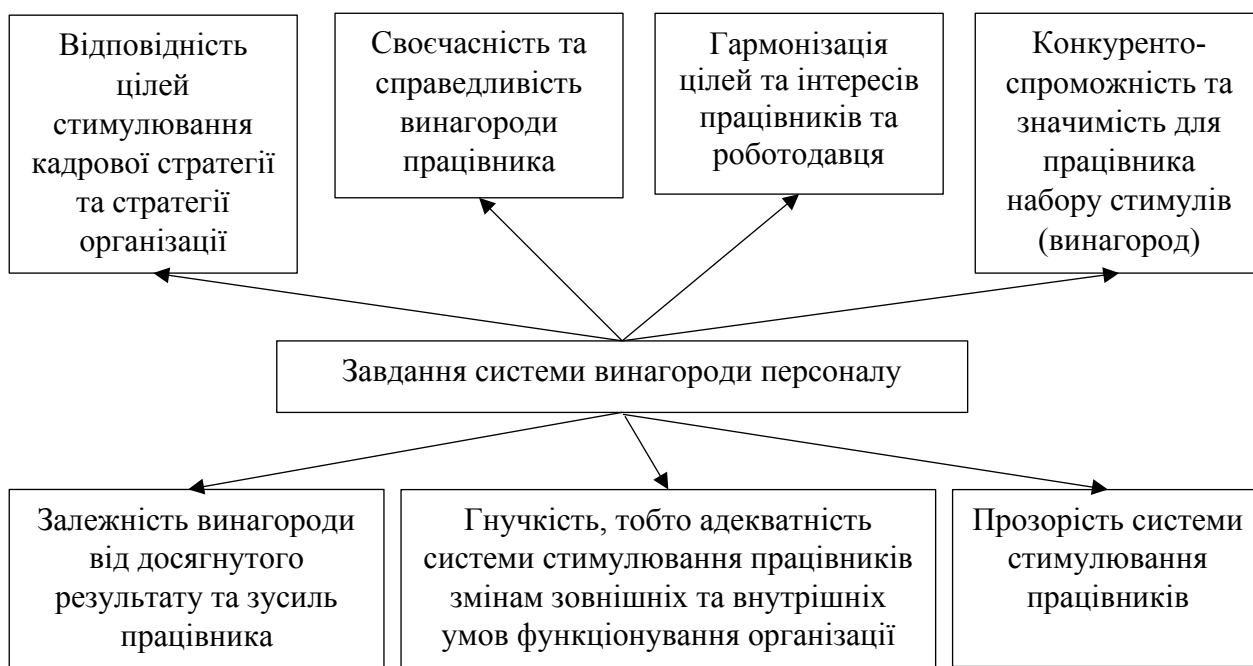 Відповідність
цілей
стимулювання
кадрової стратегії
та стратегії
організації
Своєчасність та
справедливість
винагороди
працівника
Гармонізація
цілей та інтересів
працівників та
роботодавця
Конкуренто-
спроможність та
значимість для
працівника
набору стимулів
(винагород)
Завдання системи винагороди персоналу
Залежність винагороди
від досягнутого
результату та зусиль
працівника
Гнучкість, тобто адекватність
системи стимулювання працівників
змінам зовнішніх та внутрішніх
умов функціонування організації
Прозорість системи
стимулювання
працівників